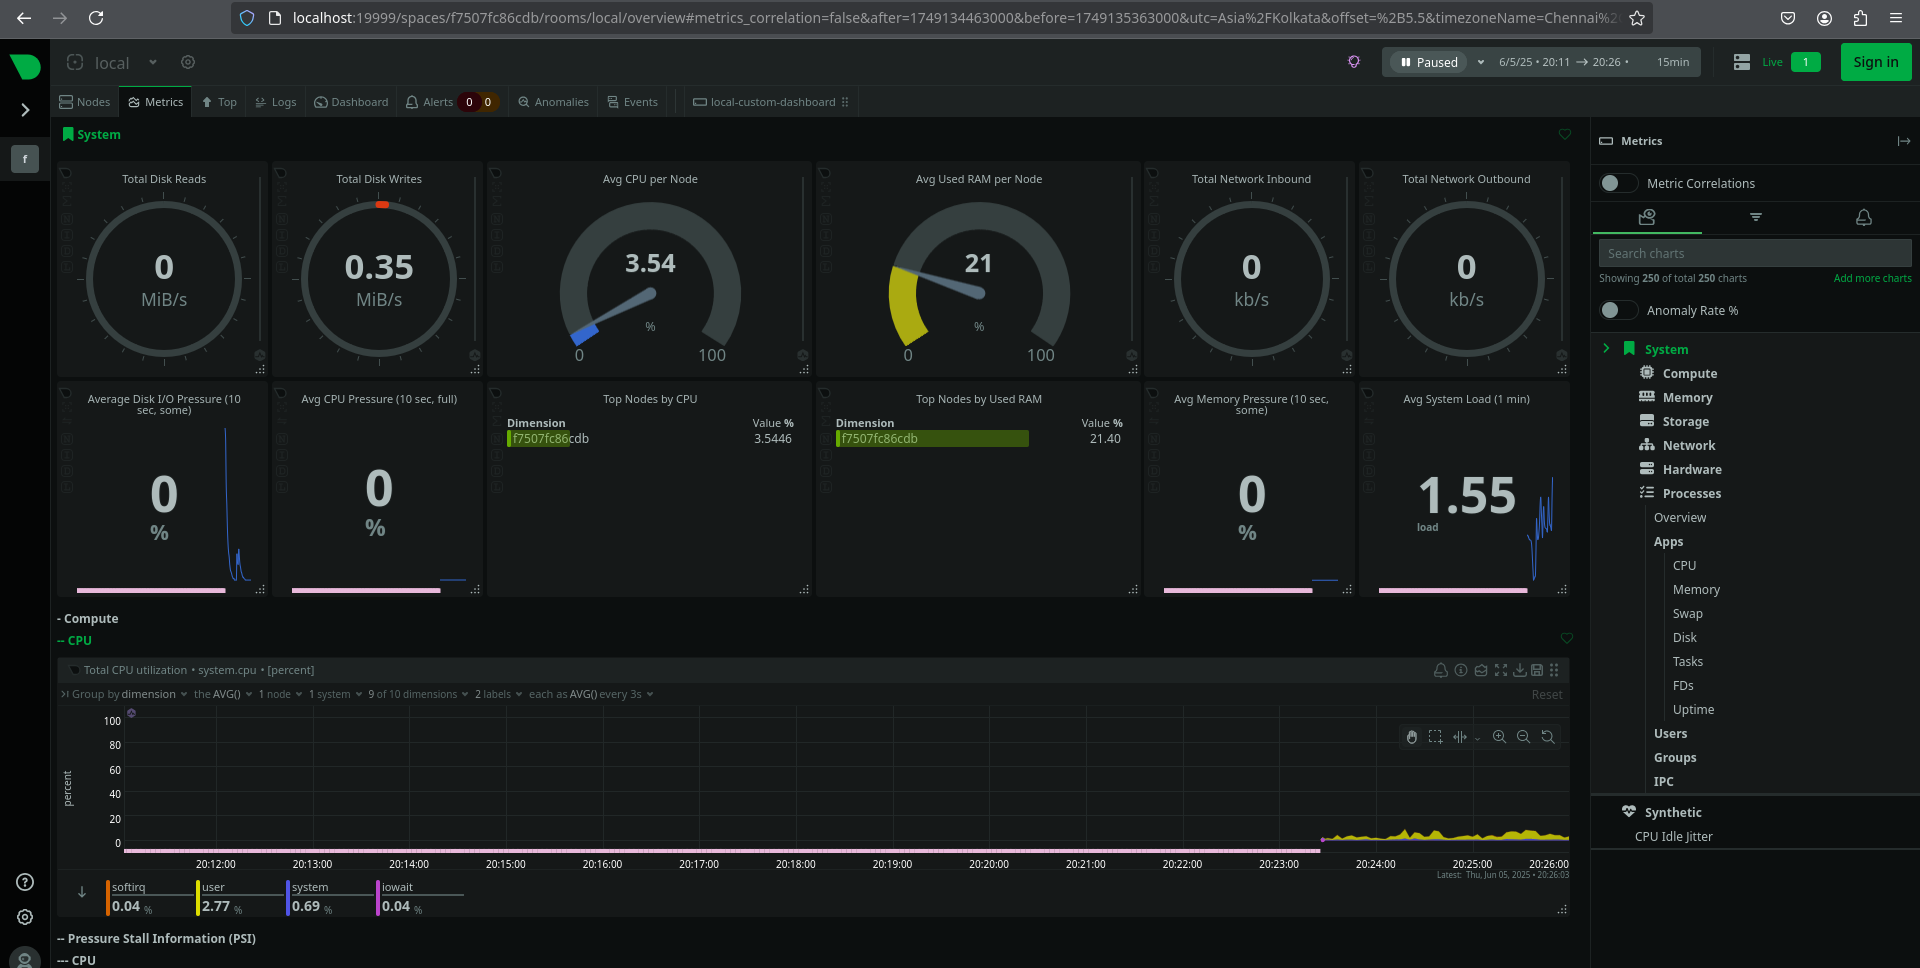 localhost:19999/spaces/f7507fc86cdb/rooms/local/overview#metrics_correlation=false&after=1749134463000&before=1749135363000&utc=Asia%2FKolkata&offset=%2B5.5&timezoneName=Chennai%2
local
Paused 6/5/25 • 20:11 → 20:26 • 15min
Live 1 Sign in
Nodes Metrics Top Logs Dashboard Alerts 0 0 Anomalies Events local-custom-dashboard
f
System
Total Disk Reads
0
MiB/s
Total Disk Writes
0.35
MiB/s
Avg CPU per Node
3.54
%
0 100
Avg Used RAM per Node
21
%
0 100
Total Network Inbound
0
kb/s
Total Network Outbound
0
kb/s
Average Disk I/O Pressure (10
sec, some)
0
%
Avg CPU Pressure (10 sec, full)
0
%
Top Nodes by CPU
Dimension Value %
f7507fc86cdb 3.5446
Top Nodes by Used RAM
Dimension Value %
f7507fc86cdb 21.40
Avg Memory Pressure (10 sec,
some)
0
%
Avg System Load (1 min)
1.55
load
- Compute
-- CPU
Total CPU utilization • system.cpu • [percent]
Group by dimension the AVG() 1 node 1 system 9 of 10 dimensions 2 labels each as AVG() every 3s Reset
percent
100
80
60
40
20
0
20:12:00 20:13:00 20:14:00 20:15:00 20:16:00 20:17:00 20:18:00 20:19:00 20:20:00 20:21:00 20:22:00 20:23:00 20:24:00 20:25:00 20:26:00
Latest: Thu, Jun 05, 2025 • 20:26:03
softirq user system iowait
0.04 % 2.77 % 0.69 % 0.04 %
-- Pressure Stall Information (PSI)
--- CPU
Metrics
Metric Correlations
Search charts
Showing 250 of total 250 charts Add more charts
Anomaly Rate %
System
Compute
Memory
Storage
Network
Hardware
Processes
Overview
Apps
CPU
Memory
Swap
Disk
Tasks
FDs
Uptime
Users
Groups
IPC
Synthetic
CPU Idle Jitter